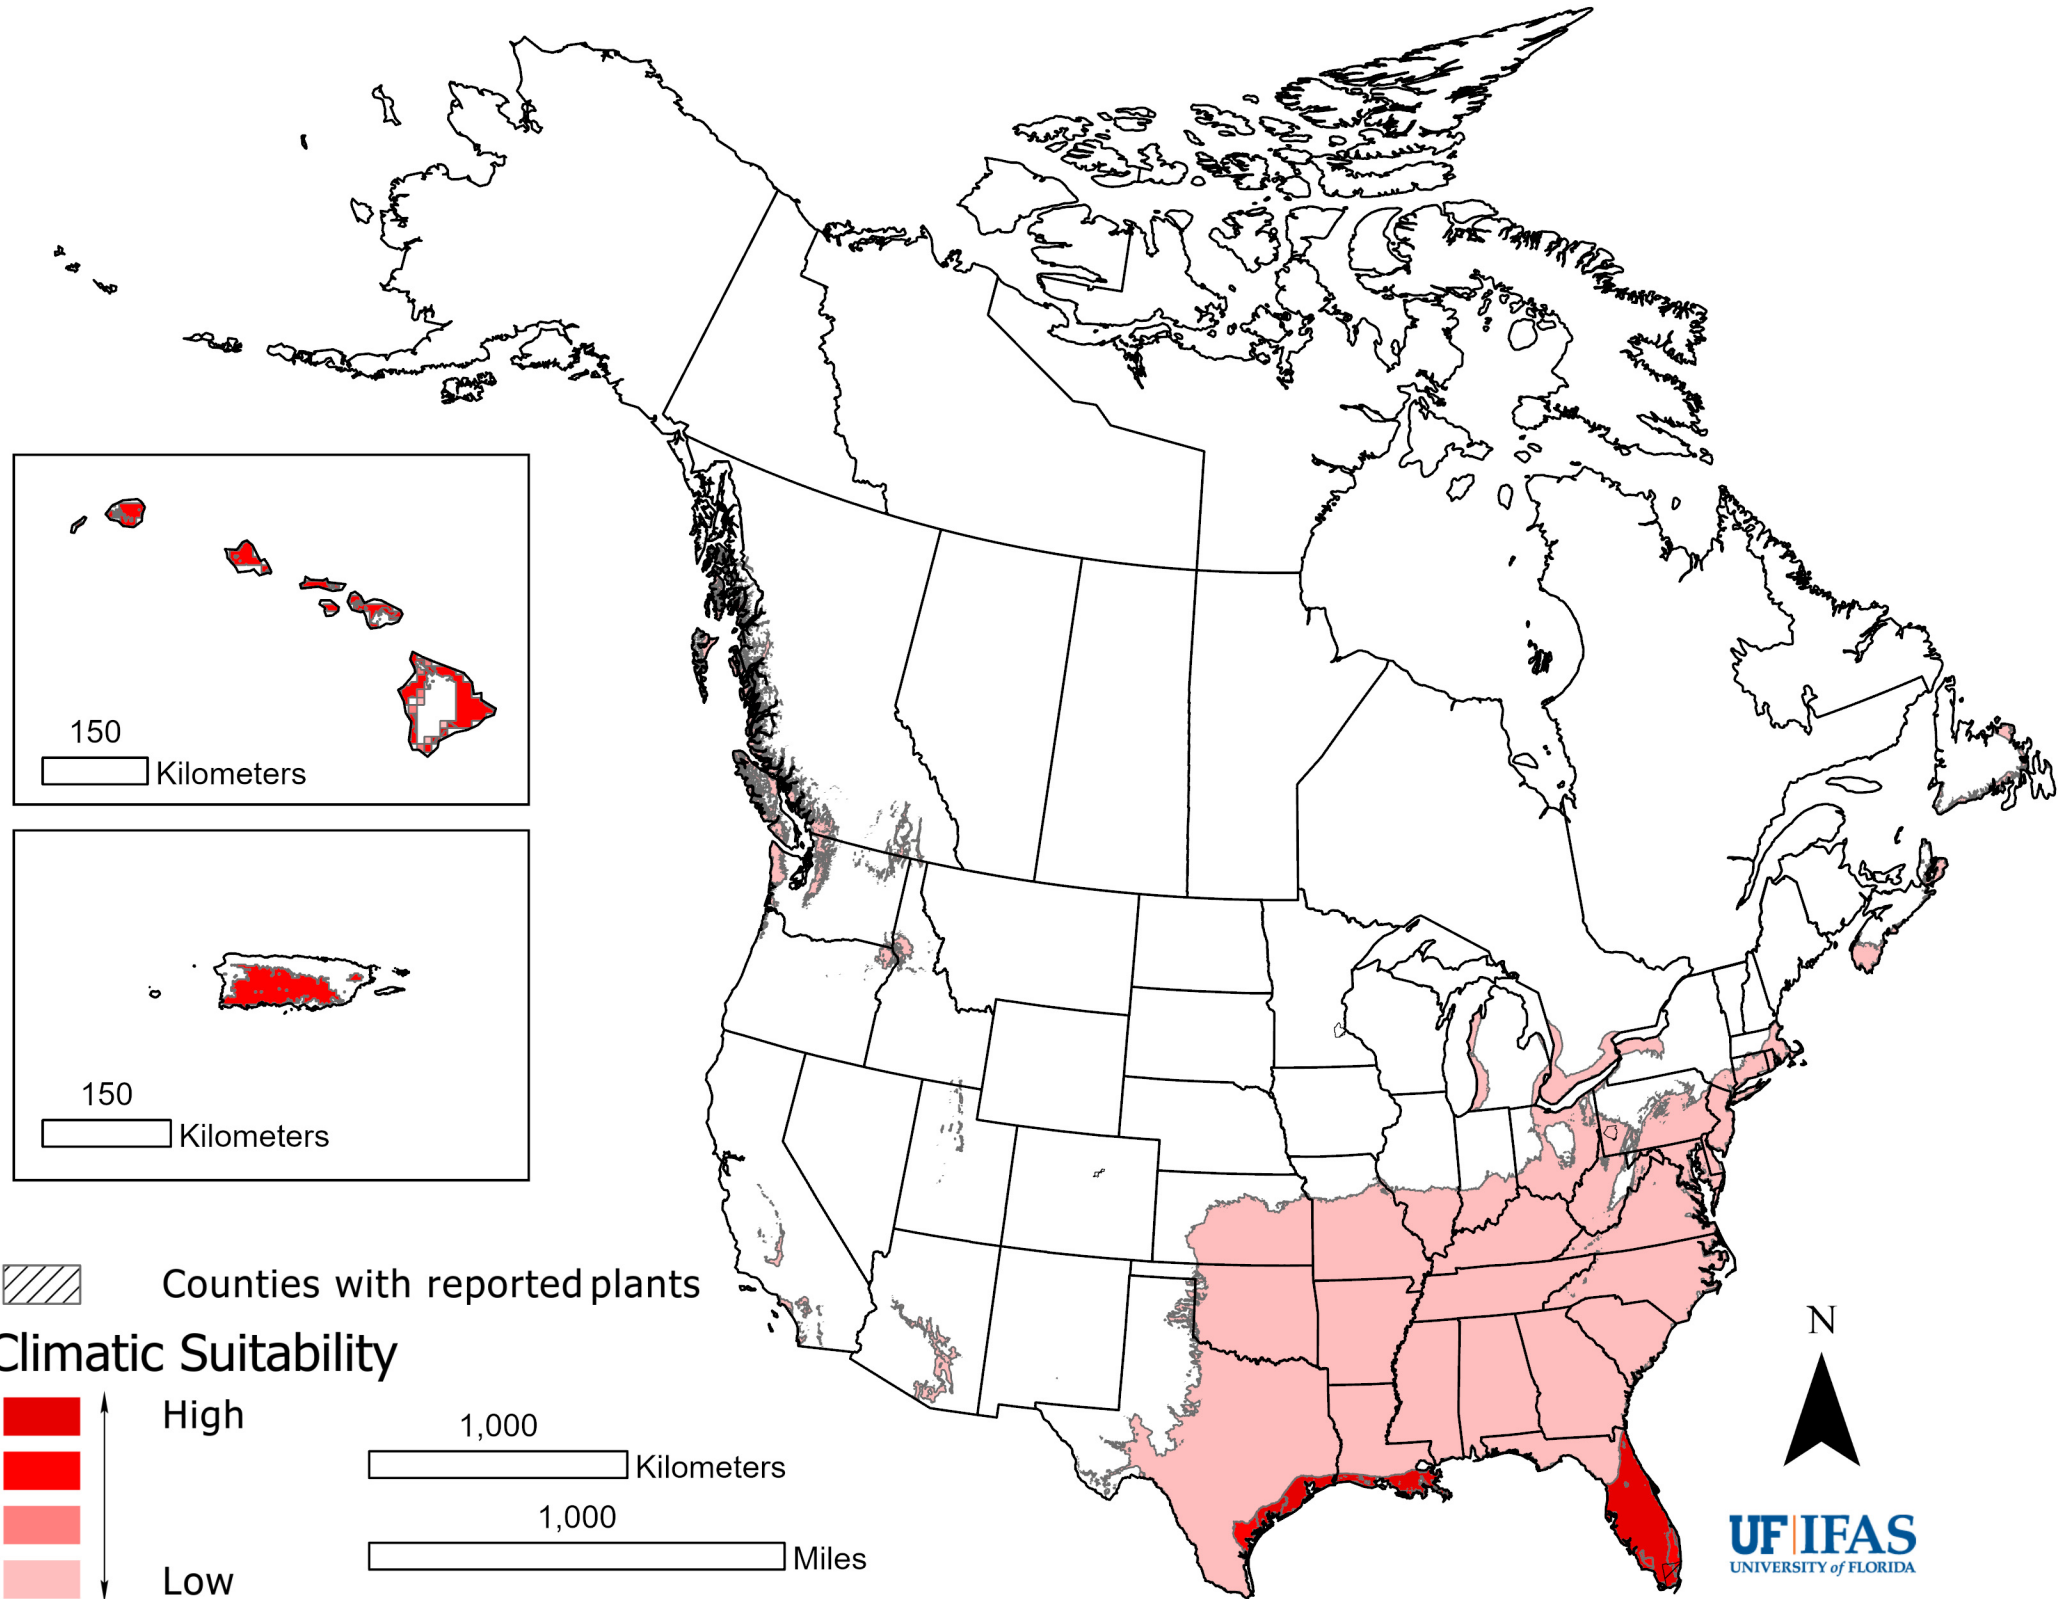 150
Kilometers
150
Kilometers
Counties with reported plants
Climatic Suitability
High
Low
1,000
Kilometers
1,000
Miles
N
UF|IFAS
UNIVERSITY of FLORIDA